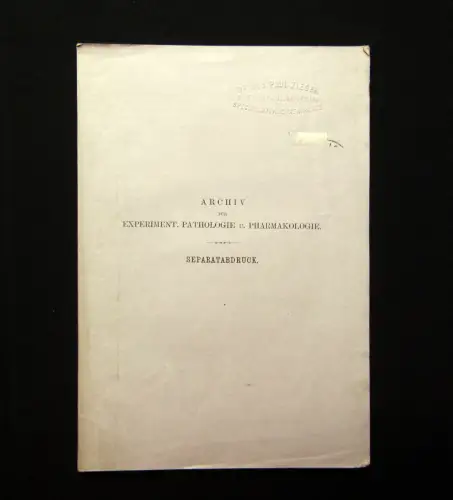 ARCHIV
FÜR
EXPERIMENT. PATHOLOGIE U. PHARMAKOLOGIE.
SEPARATABDRUCK.